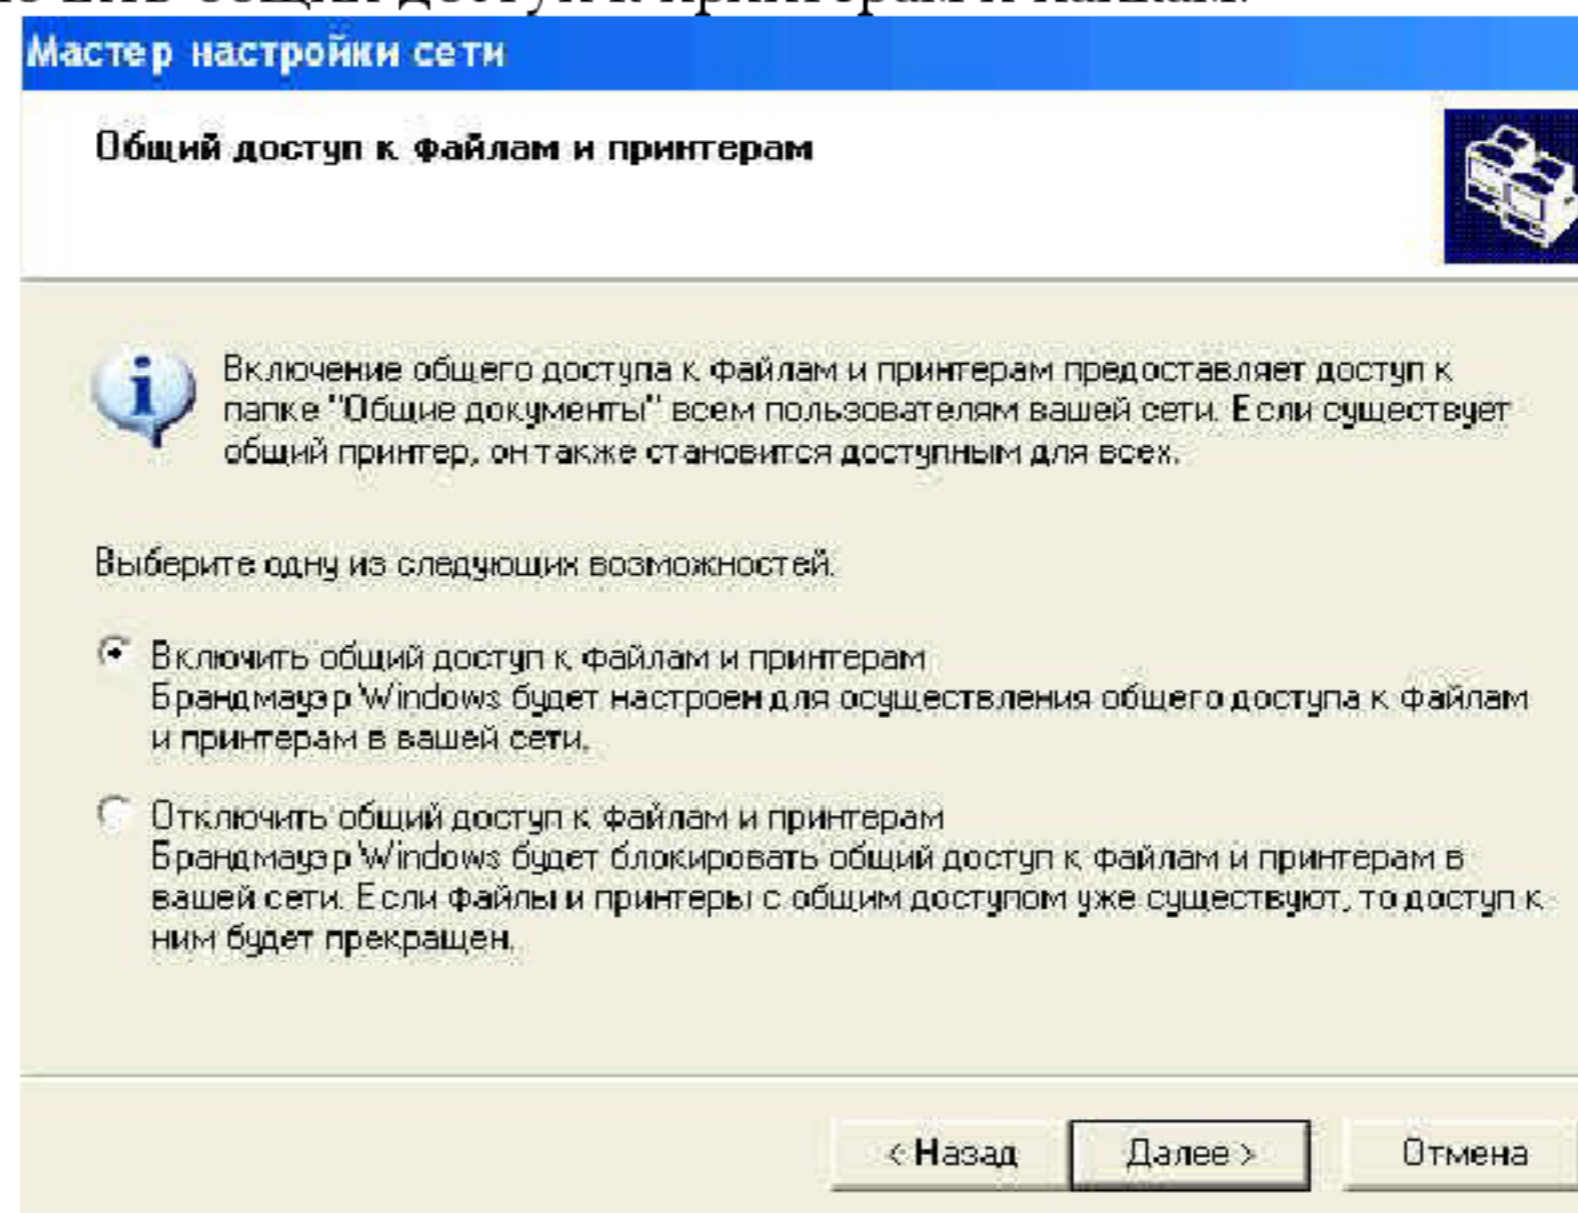 общий доступ к принтерам и папкам.
Мастер настройки сети
Общий доступ к файлам и принтерам
Включение общего доступа к файлам и принтерам предоставляет доступ к
папке "Общие документы" всем пользователям вашей сети. Если существует
общий принтер, он также становится доступным для всех.
Выберите одну из следующих возможностей:
Включить общий доступ к файлам и принтерам
Брандмауэр Windows будет настроен для осуществления общего доступа к файлам
и принтерам в вашей сети.
Отключить общий доступ к файлам и принтерам
Брандмауэр Windows будет блокировать общий доступ к файлам и принтерам в
вашей сети. Если файлы и принтеры с общим доступом уже существуют, то доступ к
ним будет прекращен.
< Назад
Далее >
Отмена